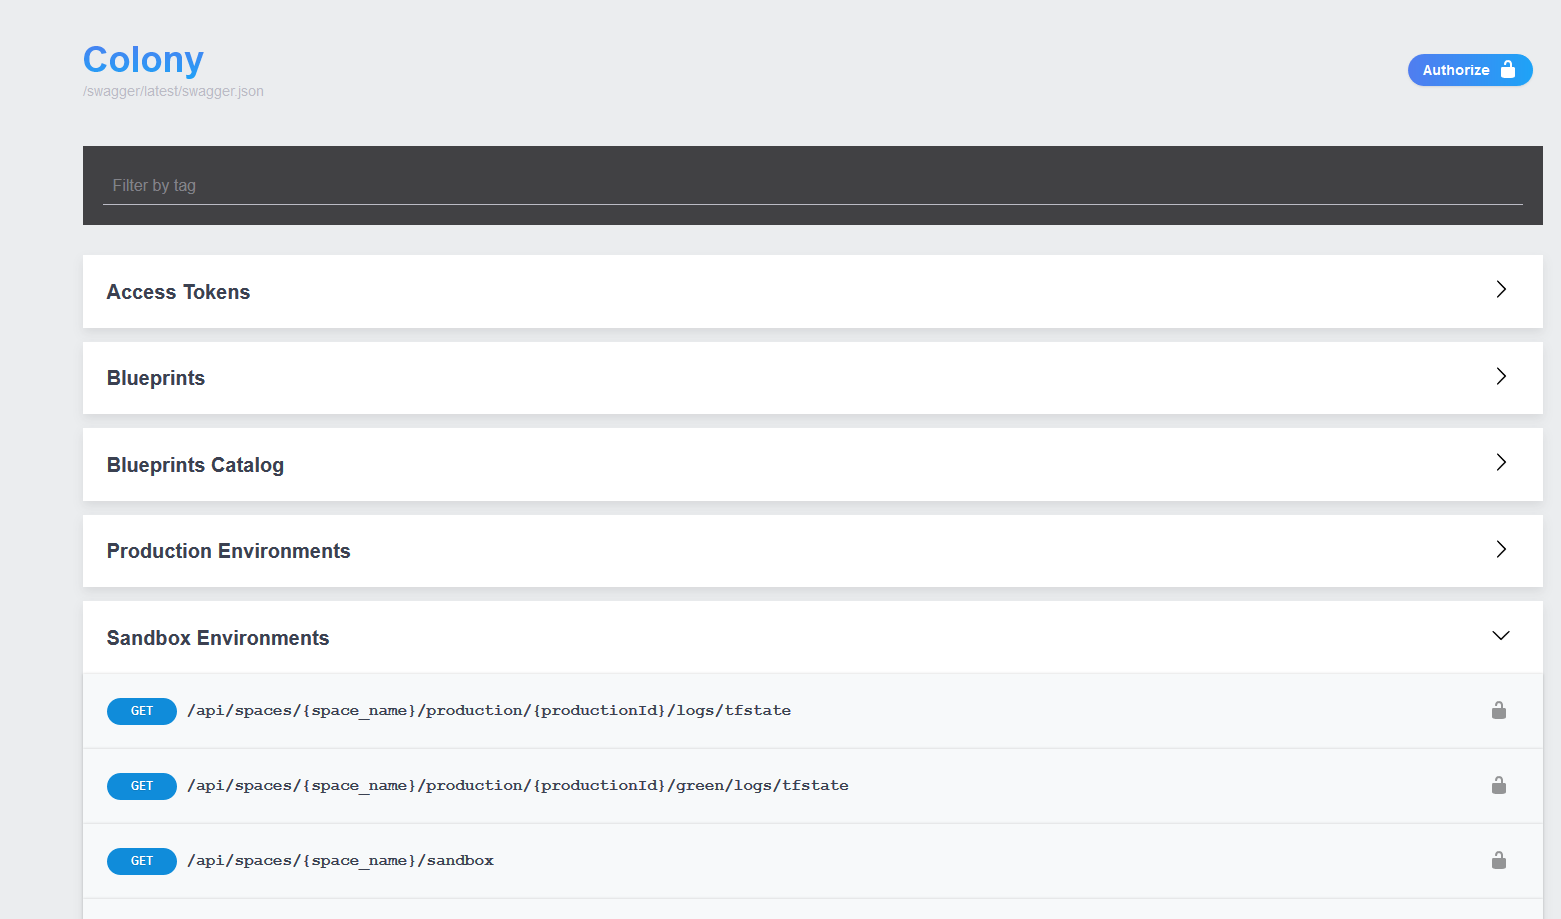 Colony
/swagger/latest/swagger.json
Authorize
Filter by tag
Access Tokens
Blueprints
Blueprints Catalog
Production Environments
Sandbox Environments
GET /api/spaces/{space_name}/production/{productionId}/logs/tfstate
GET /api/spaces/{space_name}/production/{productionId}/green/logs/tfstate
GET /api/spaces/{space_name}/sandbox